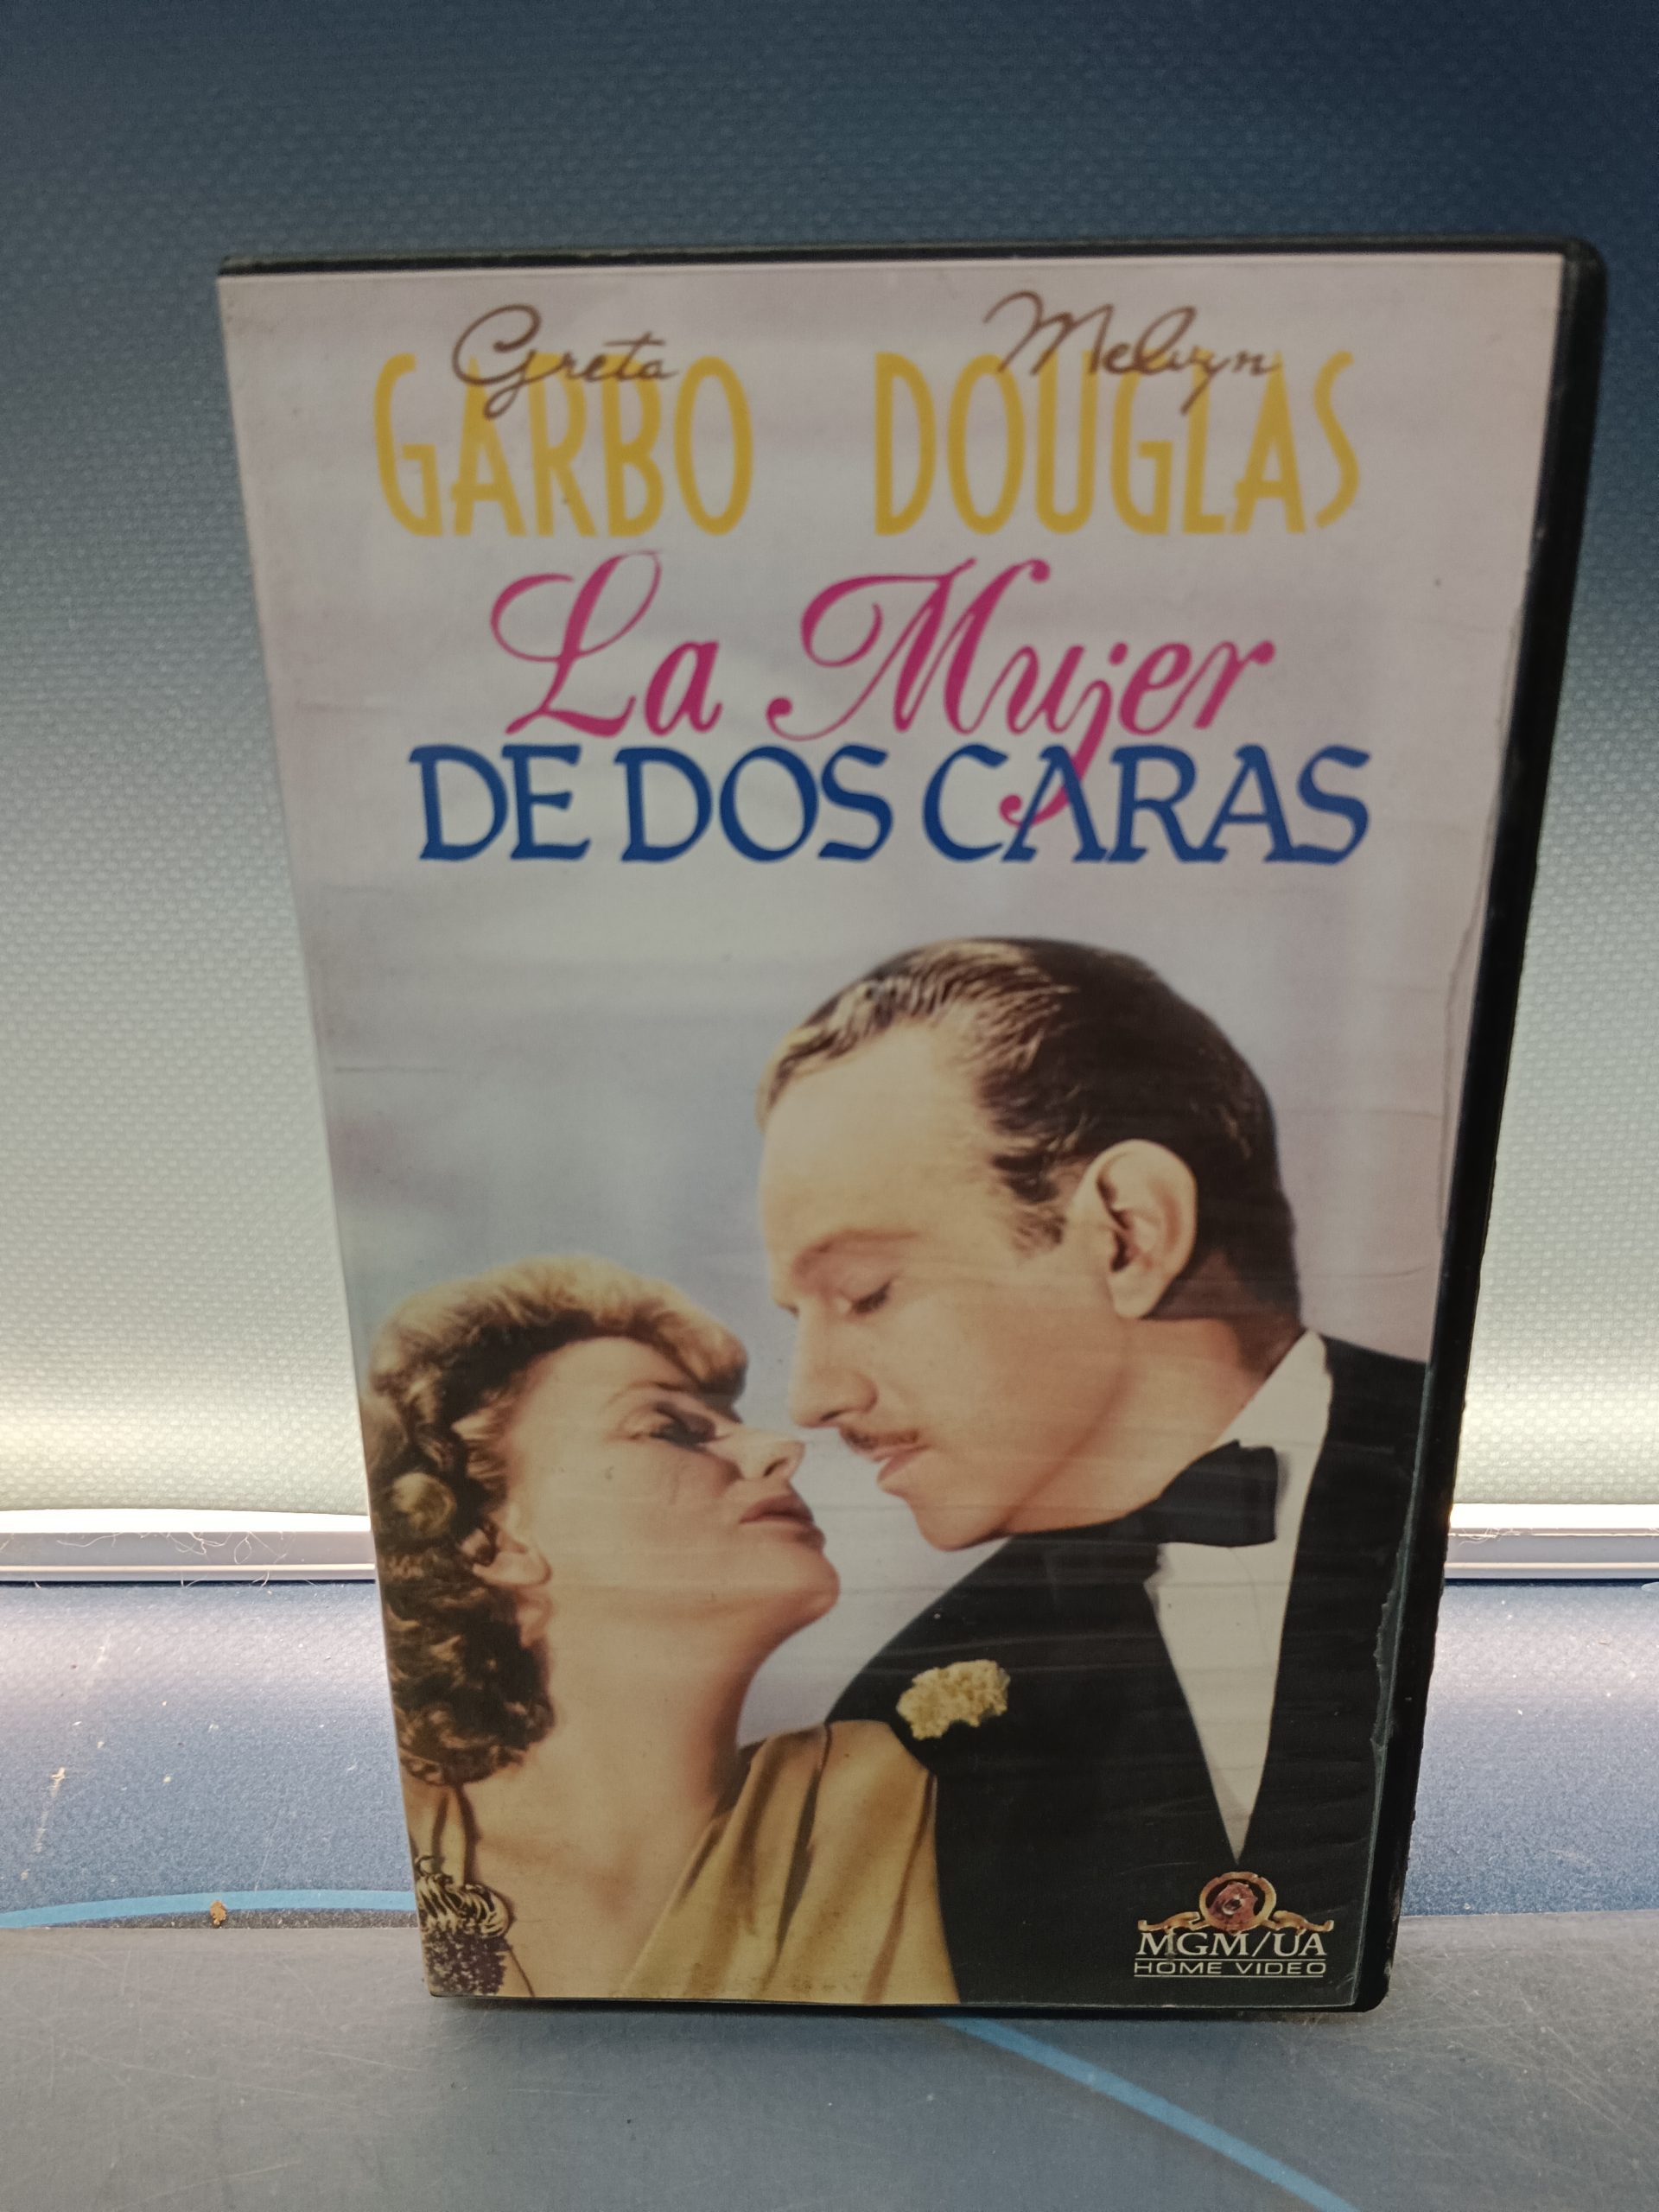 Greta Melvyn
GARBO DOUGLAS
La Mujer
DE DOS CARAS
MGM/UA
HOME VIDEO